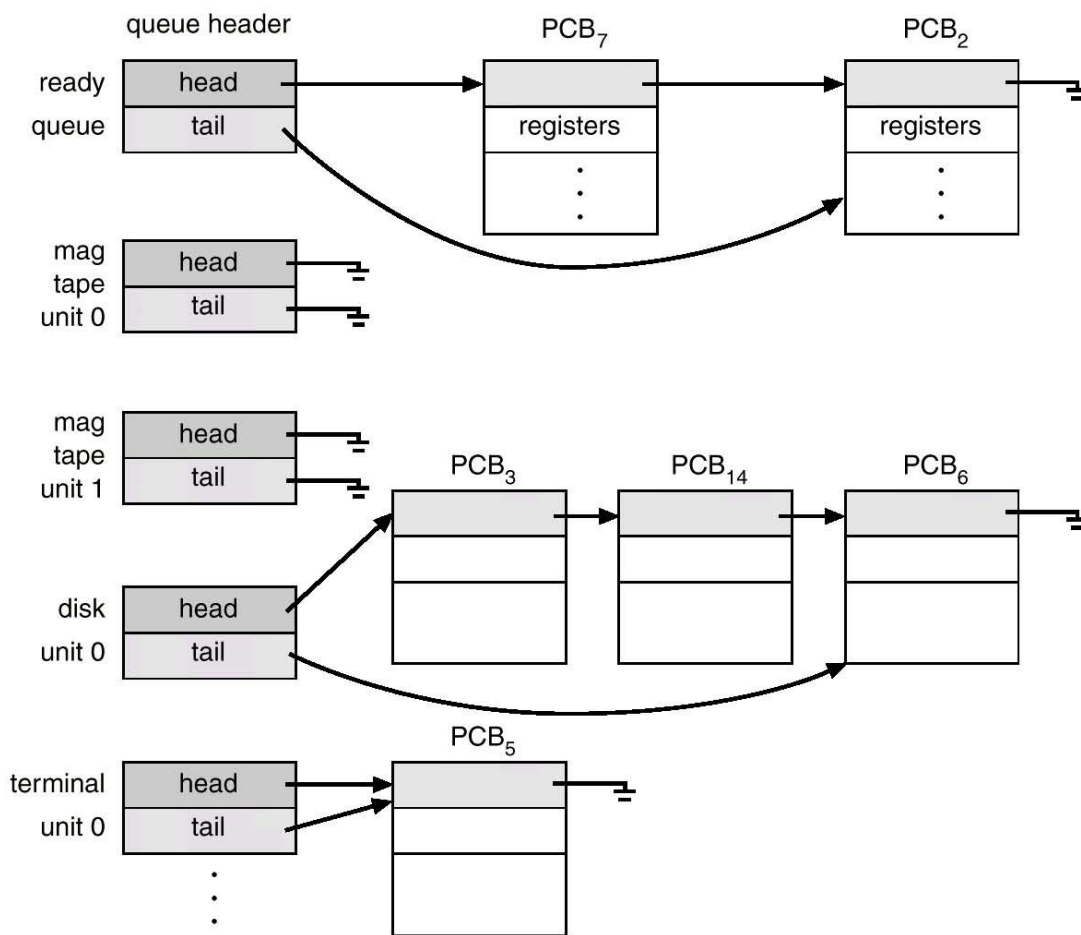 queue header
PCB7
PCB2
ready
queue
head
tail
registers
registers
mag
tape
unit 0
head
tail
mag
tape
unit 1
head
tail
PCB3
PCB14
PCB6
disk
unit 0
head
tail
PCB5
terminal
unit 0
head
tail